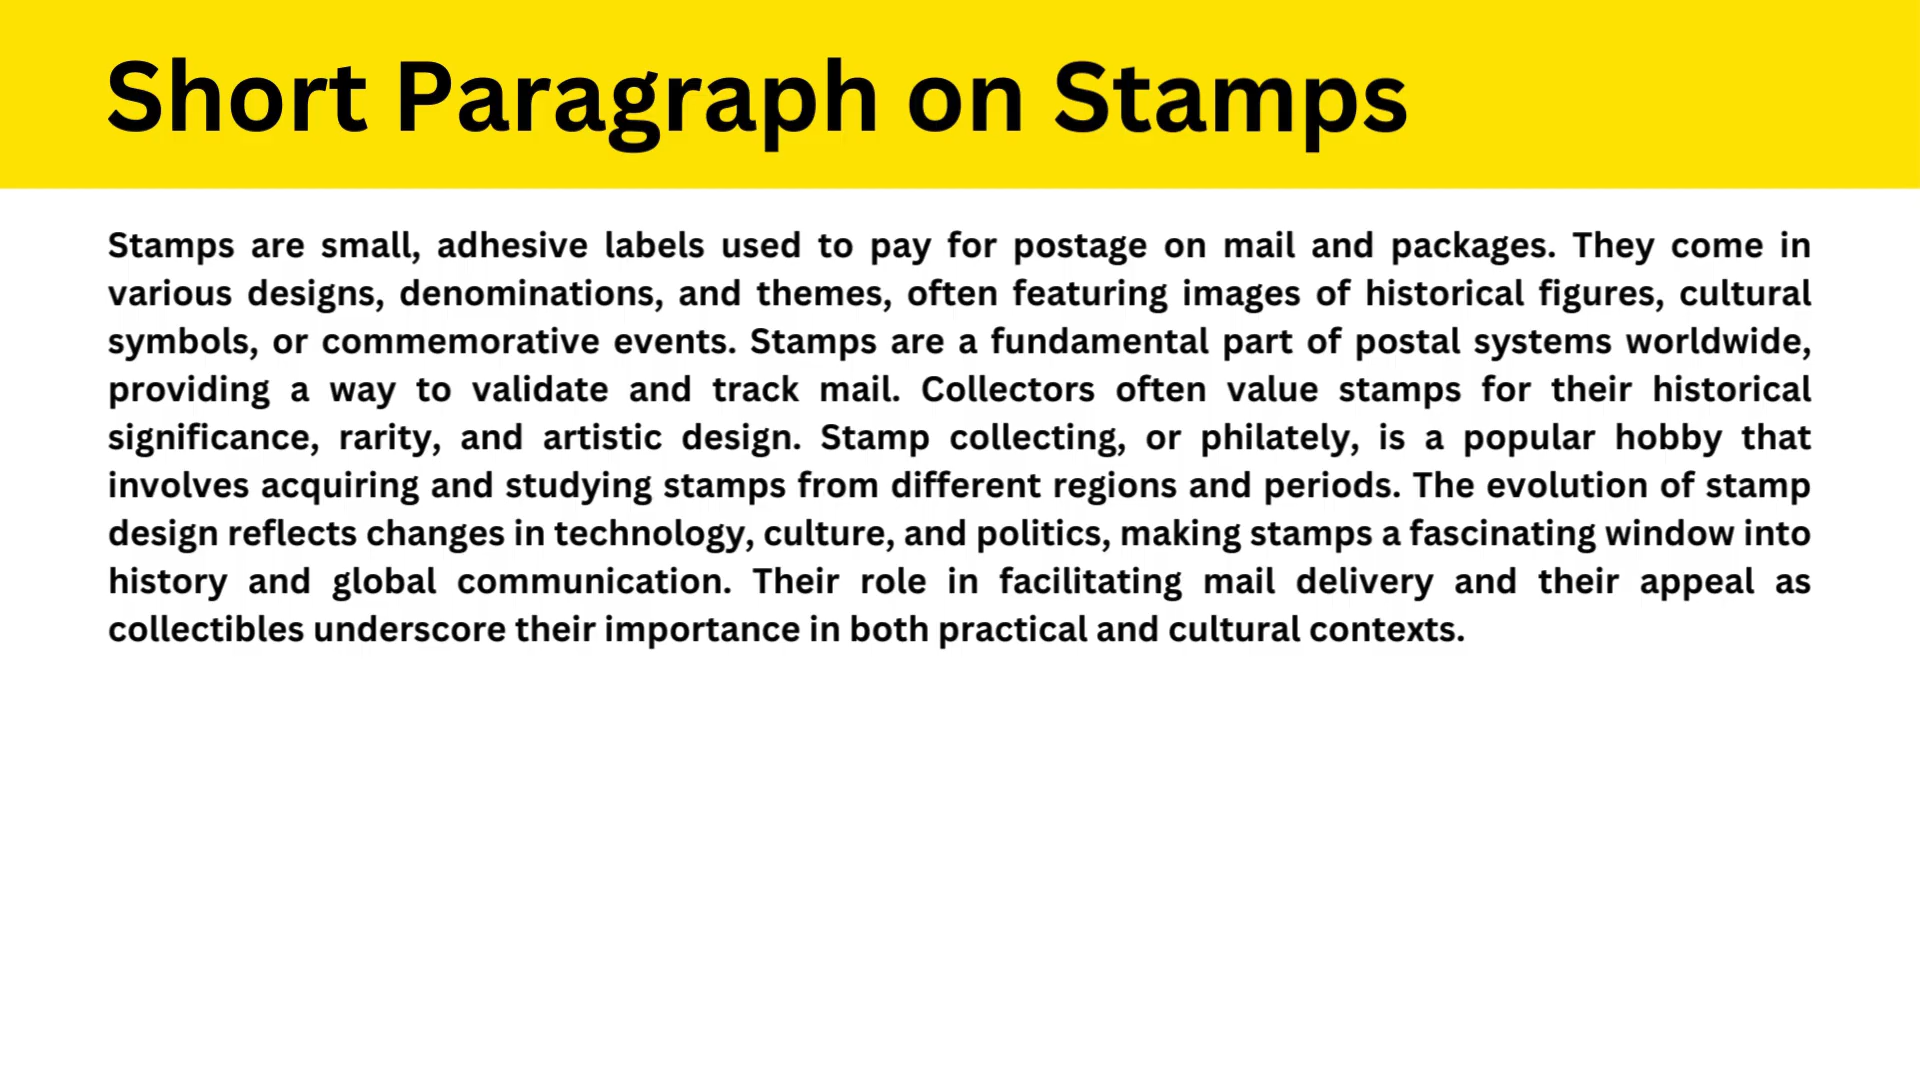 Short Paragraph on Stamps
Stamps are small, adhesive labels used to pay for postage on mail and packages. They come in
various designs, denominations, and themes, often featuring images of historical figures, cultural
symbols, or commemorative events. Stamps are a fundamental part of postal systems worldwide,
providing a way to validate and track mail. Collectors often value stamps for their historical
significance, rarity, and artistic design. Stamp collecting, or philately, is a popular hobby that
involves acquiring and studying stamps from different regions and periods. The evolution of stamp
design reflects changes in technology, culture, and politics, making stamps a fascinating window into
history and global communication. Their role in facilitating mail delivery and their appeal as
collectibles underscore their importance in both practical and cultural contexts.